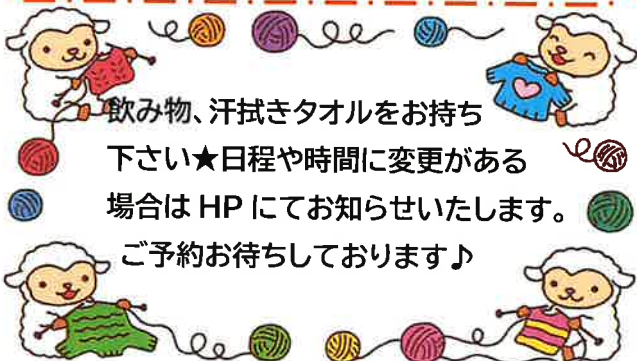 飲み物、汗拭きタオルをお持ち
下さい★日程や時間に変更がある
場合は HP にてお知らせいたします。
ご予約お待ちしております♪